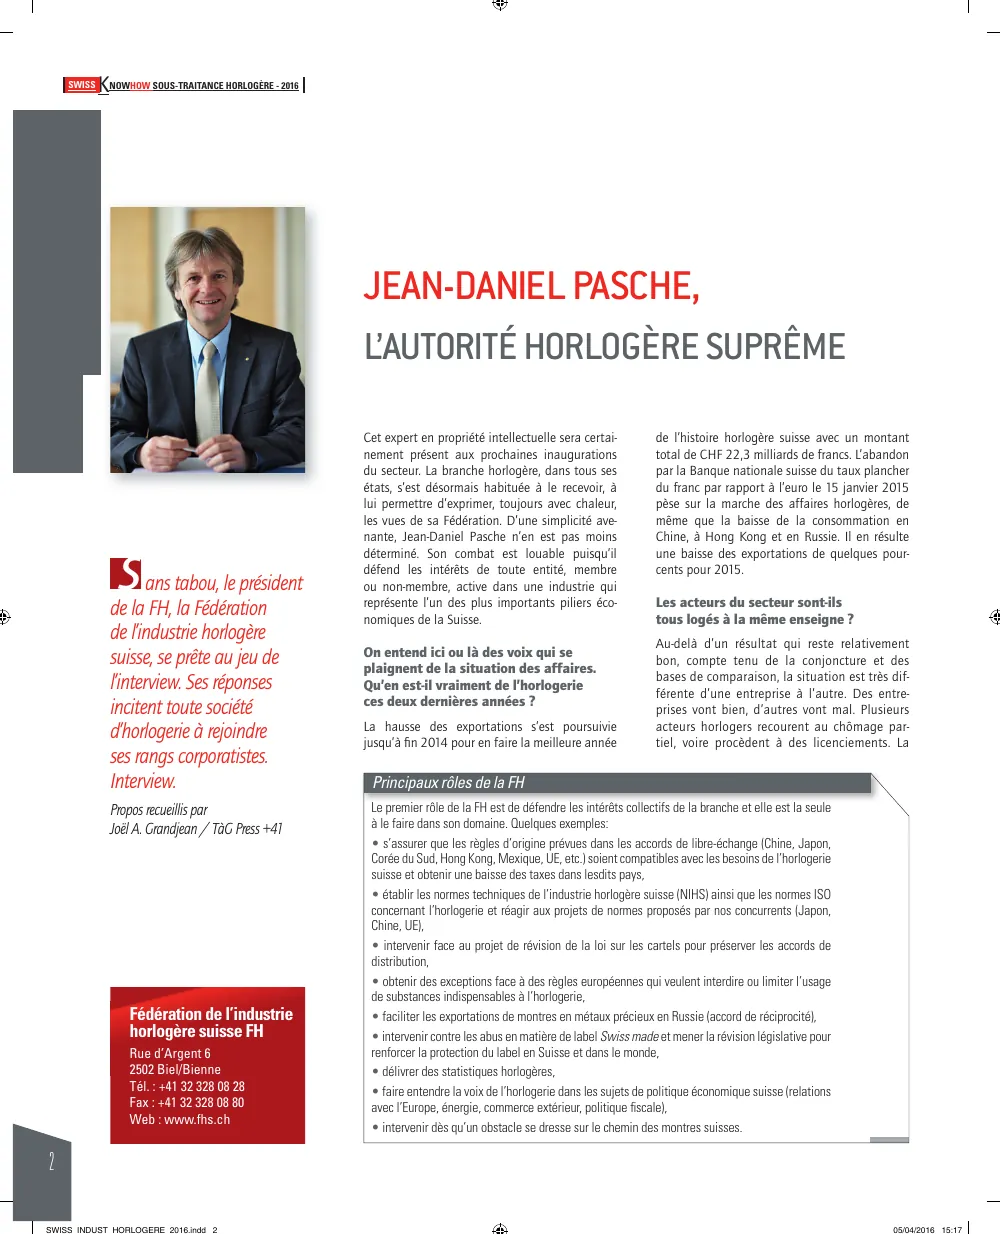 SWISS KNOWHOW SOUS-TRAITANCE HORLOGÈRE - 2016
JEAN-DANIEL PASCHE,
L’AUTORITÉ HORLOGÈRE SUPRÊME
Sans tabou, le président
de la FH, la Fédération
de l’industrie horlogère
suisse, se prête au jeu de
l’interview. Ses réponses
incitent toute société
d’horlogerie à rejoindre
ses rangs corporatistes.
Interview.
Propos recueillis par
Joël A. Grandjean / TàG Press +41
Fédération de l’industrie
horlogère suisse FH
Rue d’Argent 6
2502 Biel/Bienne
Tél. : +41 32 328 08 28
Fax : +41 32 328 08 80
Web : www.fhs.ch
Cet expert en propriété intellectuelle sera certai-
nement présent aux prochaines inaugurations
du secteur. La branche horlogère, dans tous ses
états, s’est désormais habituée à le recevoir, à
lui permettre d’exprimer, toujours avec chaleur,
les vues de sa Fédération. D’une simplicité ave-
nante, Jean-Daniel Pasche n’en est pas moins
déterminé. Son combat est louable puisqu’il
défend les intérêts de toute entité, membre
ou non-membre, active dans une industrie qui
représente l’un des plus importants piliers éco-
nomiques de la Suisse.
On entend ici ou là des voix qui se
plaignent de la situation des affaires.
Qu’en est-il vraiment de l’horlogerie
ces deux dernières années ?
La hausse des exportations s’est poursuivie
jusqu’à fin 2014 pour en faire la meilleure année
de l’histoire horlogère suisse avec un montant
total de CHF 22,3 milliards de francs. L’abandon
par la Banque nationale suisse du taux plancher
du franc par rapport à l’euro le 15 janvier 2015
pèse sur la marche des affaires horlogères, de
même que la baisse de la consommation en
Chine, à Hong Kong et en Russie. Il en résulte
une baisse des exportations de quelques pour-
cents pour 2015.
Les acteurs du secteur sont-ils
tous logés à la même enseigne ?
Au-delà d’un résultat qui reste relativement
bon, compte tenu de la conjoncture et des
bases de comparaison, la situation est très dif-
férente d’une entreprise à l’autre. Des entre-
prises vont bien, d’autres vont mal. Plusieurs
acteurs horlogers recourent au chômage par-
tiel, voire procèdent à des licenciements. La
Principaux rôles de la FH
Le premier rôle de la FH est de défendre les intérêts collectifs de la branche et elle est la seule
à le faire dans son domaine. Quelques exemples:
• s’assurer que les règles d’origine prévues dans les accords de libre-échange (Chine, Japon,
Corée du Sud, Hong Kong, Mexique, UE, etc.) soient compatibles avec les besoins de l’horlogerie
suisse et obtenir une baisse des taxes dans lesdits pays,
• établir les normes techniques de l’industrie horlogère suisse (NIHS) ainsi que les normes ISO
concernant l’horlogerie et réagir aux projets de normes proposés par nos concurrents (Japon,
Chine, UE),
• intervenir face au projet de révision de la loi sur les cartels pour préserver les accords de
distribution,
• obtenir des exceptions face à des règles européennes qui veulent interdire ou limiter l’usage
de substances indispensables à l’horlogerie,
• faciliter les exportations de montres en métaux précieux en Russie (accord de réciprocité),
• intervenir contre les abus en matière de label Swiss made et mener la révision législative pour
renforcer la protection du label en Suisse et dans le monde,
• délivrer des statistiques horlogères,
• faire entendre la voix de l’horlogerie dans les sujets de politique économique suisse (relations
avec l’Europe, énergie, commerce extérieur, politique fiscale),
• intervenir dès qu’un obstacle se dresse sur le chemin des montres suisses.
2
SWISS INDUST HORLOGERE 2016.indd 2
05/04/2016 15:17